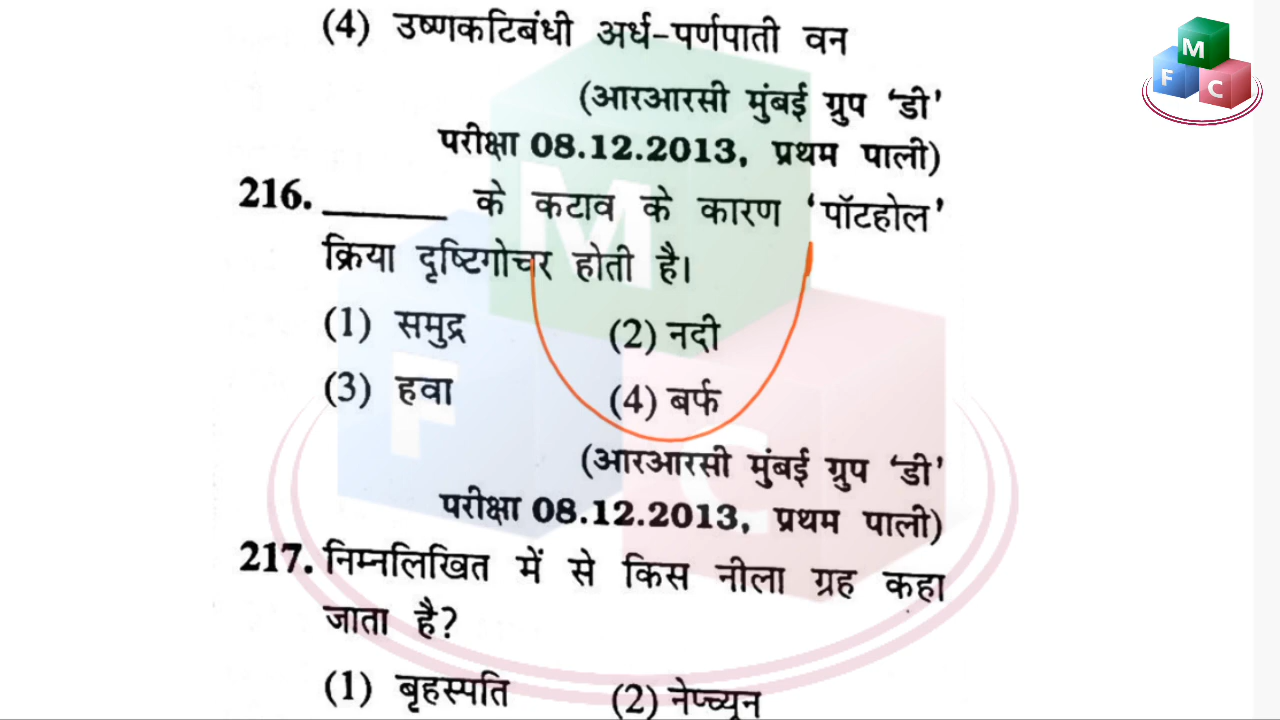 (4) उष्णकटिबंधी अर्ध-पर्णपाती वन
(आरआरसी मुंबई ग्रुप ‘डी’
परीक्षा 08.12.2013, प्रथम पाली)
216. ______ के कटाव के कारण ‘पॉटहोल’
क्रिया दृष्टिगोचर होती है।
(1) समुद्र (2) नदी
(3) हवा (4) बर्फ
(आरआरसी मुंबई ग्रुप ‘डी’
परीक्षा 08.12.2013, प्रथम पाली)
217. निम्नलिखित में से किस नीला ग्रह कहा
जाता है?
(1) बृहस्पति (2) नेप्च्यून
M
F C
M
F C